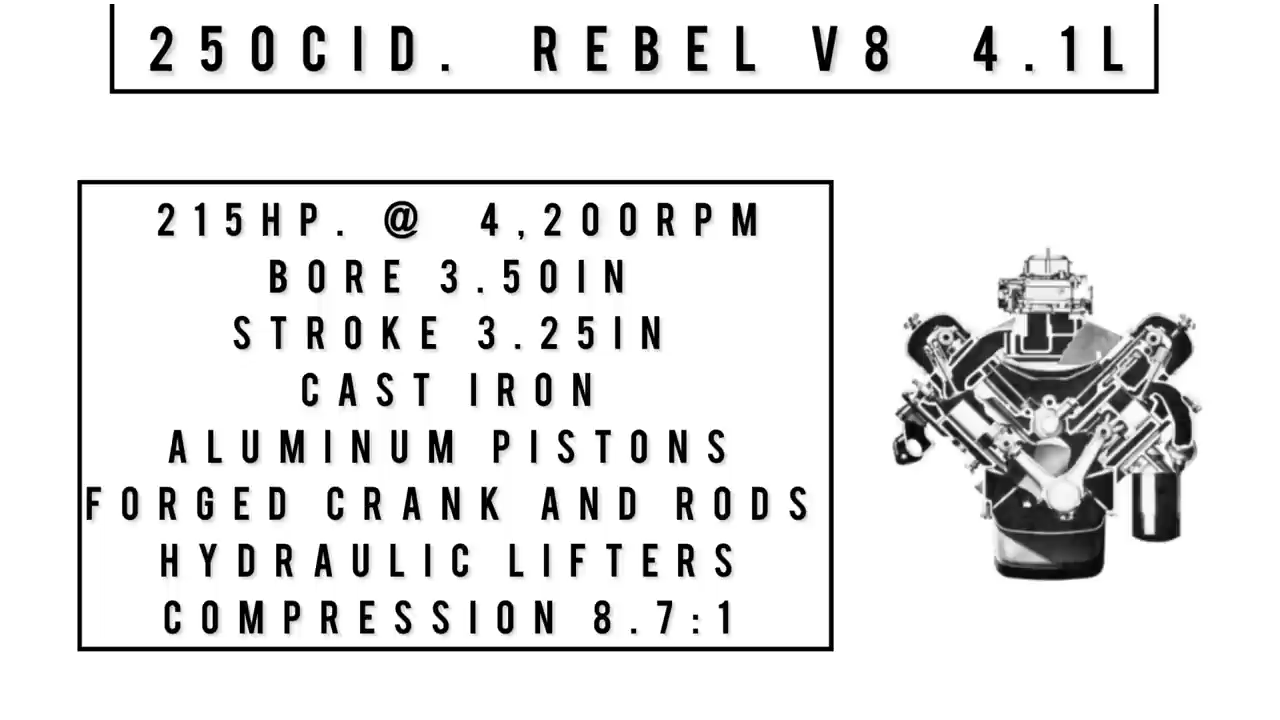 250CID. REBEL V8 4.1L
215HP. @ 4,200RPM
BORE 3.50IN
STROKE 3.25IN
CAST IRON
ALUMINUM PISTONS
FORGED CRANK AND RODS
HYDRAULIC LIFTERS
COMPRESSION 8.7:1